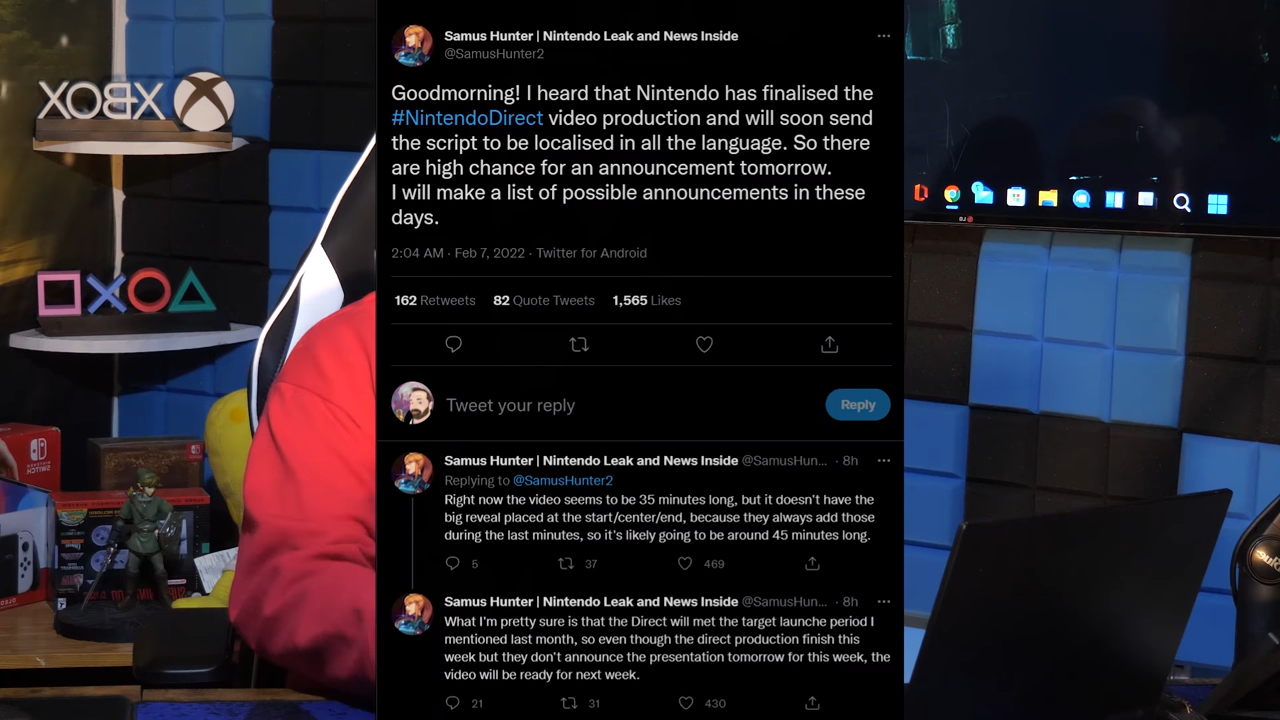 Samus Hunter | Nintendo Leak and News Inside
@SamusHunter2
Goodmorning! I heard that Nintendo has finalised the
#NintendoDirect video production and will soon send
the script to be localised in all the language. So there
are high chance for an announcement tomorrow.
I will make a list of possible announcements in these
days.
2:04 AM · Feb 7, 2022 · Twitter for Android
162 Retweets 82 Quote Tweets 1,565 Likes
Tweet your reply
Reply
Samus Hunter | Nintendo Leak and News Inside @SamusHun... · 8h
Replying to @SamusHunter2
Right now the video seems to be 35 minutes long, but it doesn't have the
big reveal placed at the start/center/end, because they always add those
during the last minutes, so it's likely going to be around 45 minutes long.
5 37 469
Samus Hunter | Nintendo Leak and News Inside @SamusHun... · 8h
What I'm pretty sure is that the Direct will met the target launche period I
mentioned last month, so even though the direct production finish this
week but they don't announce the presentation tomorrow for this week, the
video will be ready for next week.
21 31 430
XBOX
NINTENDO
SWITCH